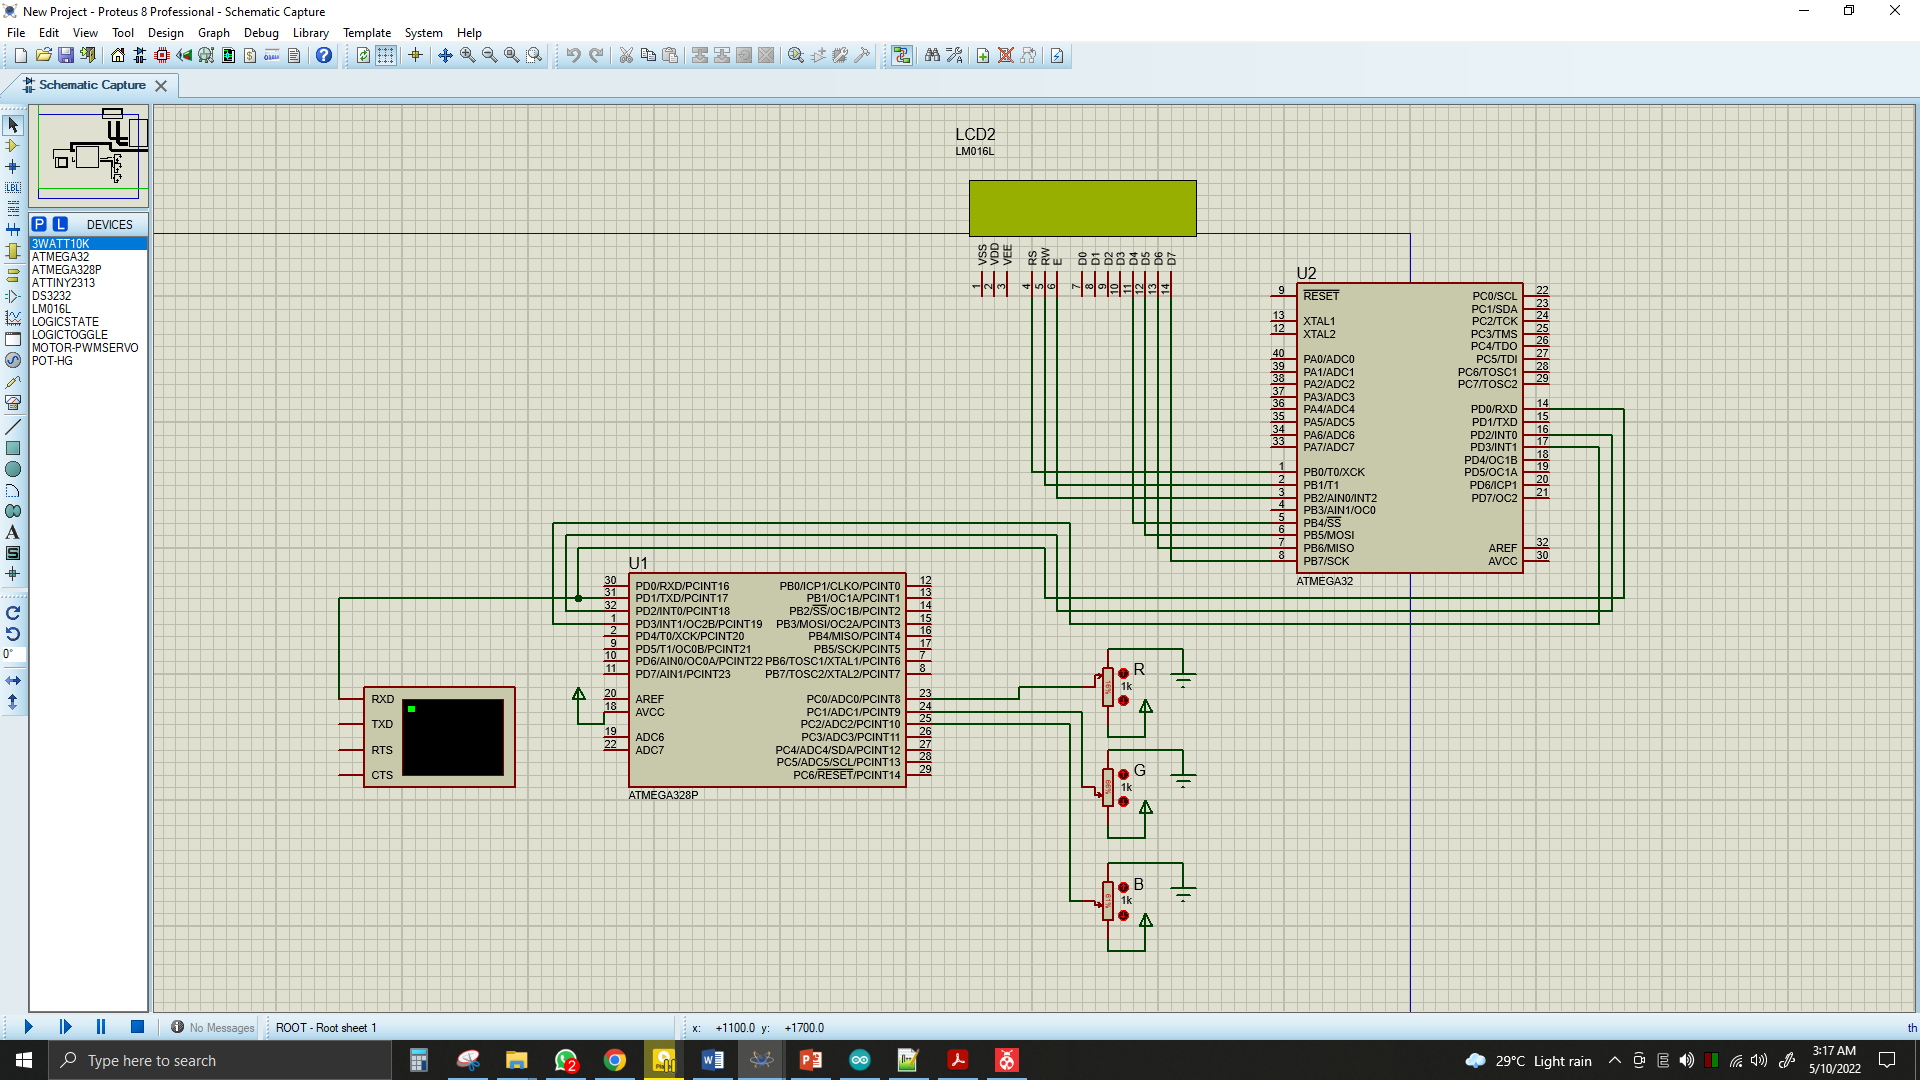 New Project - Proteus 8 Professional - Schematic Capture
File Edit View Tool Design Graph Debug Library Template System Help
Schematic Capture
P L DEVICES
3WATT10K
ATMEGA32
ATMEGA328P
ATTINY2313
DS3232
LM016L
LOGICSTATE
LOGICTOGGLE
MOTOR-PWMSERVO
POT-HG
LBL
A
S
0°
LCD2
LM016L
VSS VDD VEE RS RW E D0 D1 D2 D3 D4 D5 D6 D7
1 2 3 4 5 6 7 8 9 10 11 12 13 14
U2
9 RESET PC0/SCL 22
PC1/SDA 23
13 XTAL1 PC2/TCK 24
12 XTAL2 PC3/TMS 25
PC4/TDO 26
40 PA0/ADC0 PC5/TDI 27
39 PA1/ADC1 PC6/TOSC1 28
38 PA2/ADC2 PC7/TOSC2 29
37 PA3/ADC3
36 PA4/ADC4 PD0/RXD 14
35 PA5/ADC5 PD1/TXD 15
34 PA6/ADC6 PD2/INT0 16
33 PA7/ADC7 PD3/INT1 17
PD4/OC1B 18
1 PB0/T0/XCK PD5/OC1A 19
2 PB1/T1 PD6/ICP1 20
3 PB2/AIN0/INT2 PD7/OC2 21
4 PB3/AIN1/OC0
5 PB4/SS
6 PB5/MOSI
7 PB6/MISO AREF 32
8 PB7/SCK AVCC 30
ATMEGA32
U1
30 PD0/RXD/PCINT16 PB0/ICP1/CLKO/PCINT0 12
31 PD1/TXD/PCINT17 PB1/OC1A/PCINT1 13
32 PD2/INT0/PCINT18 PB2/SS/OC1B/PCINT2 14
1 PD3/INT1/OC2B/PCINT19 PB3/MOSI/OC2A/PCINT3 15
2 PD4/T0/XCK/PCINT20 PB4/MISO/PCINT4 16
9 PD5/T1/OC0B/PCINT21 PB5/SCK/PCINT5 17
10 PD6/AIN0/OC0A/PCINT22 PB6/TOSC1/XTAL1/PCINT6 7
11 PD7/AIN1/PCINT23 PB7/TOSC2/XTAL2/PCINT7 8
20 AREF PC0/ADC0/PCINT8 23
18 AVCC PC1/ADC1/PCINT9 24
PC2/ADC2/PCINT10 25
19 ADC6 PC3/ADC3/PCINT11 26
22 ADC7 PC4/ADC4/SDA/PCINT12 27
PC5/ADC5/SCL/PCINT13 28
PC6/RESET/PCINT14 29
ATMEGA328P
RXD
TXD
RTS
CTS
R
1k
G
1k
B
1k
No Messages ROOT - Root sheet 1 x: +1100.0 y: +1700.0 th
Type here to search
2
29°C Light rain
3:17 AM
5/10/2022